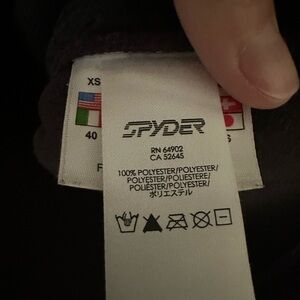 XS
40
SPYDER
RN 64902
CA 52645
100% POLYESTER/POLYESTER/
POLYESTER/POLIESTERE/
POLIÉSTER/POLYESTER/
ポリエステル